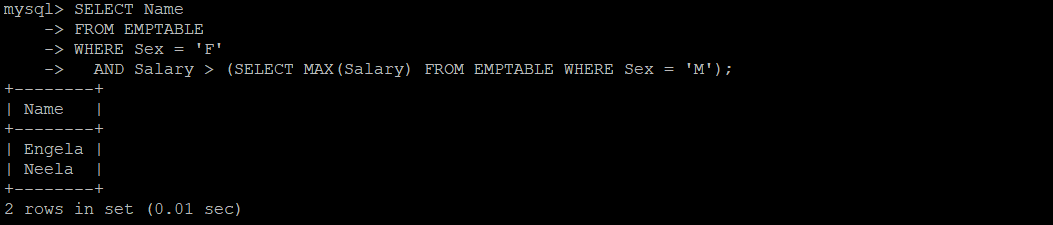 mysql> SELECT Name
    -> FROM EMPTABLE
    -> WHERE Sex = 'F'
    ->   AND Salary > (SELECT MAX(Salary) FROM EMPTABLE WHERE Sex = 'M');
+--------+
| Name   |
+--------+
| Engela |
| Neela  |
+--------+
2 rows in set (0.01 sec)